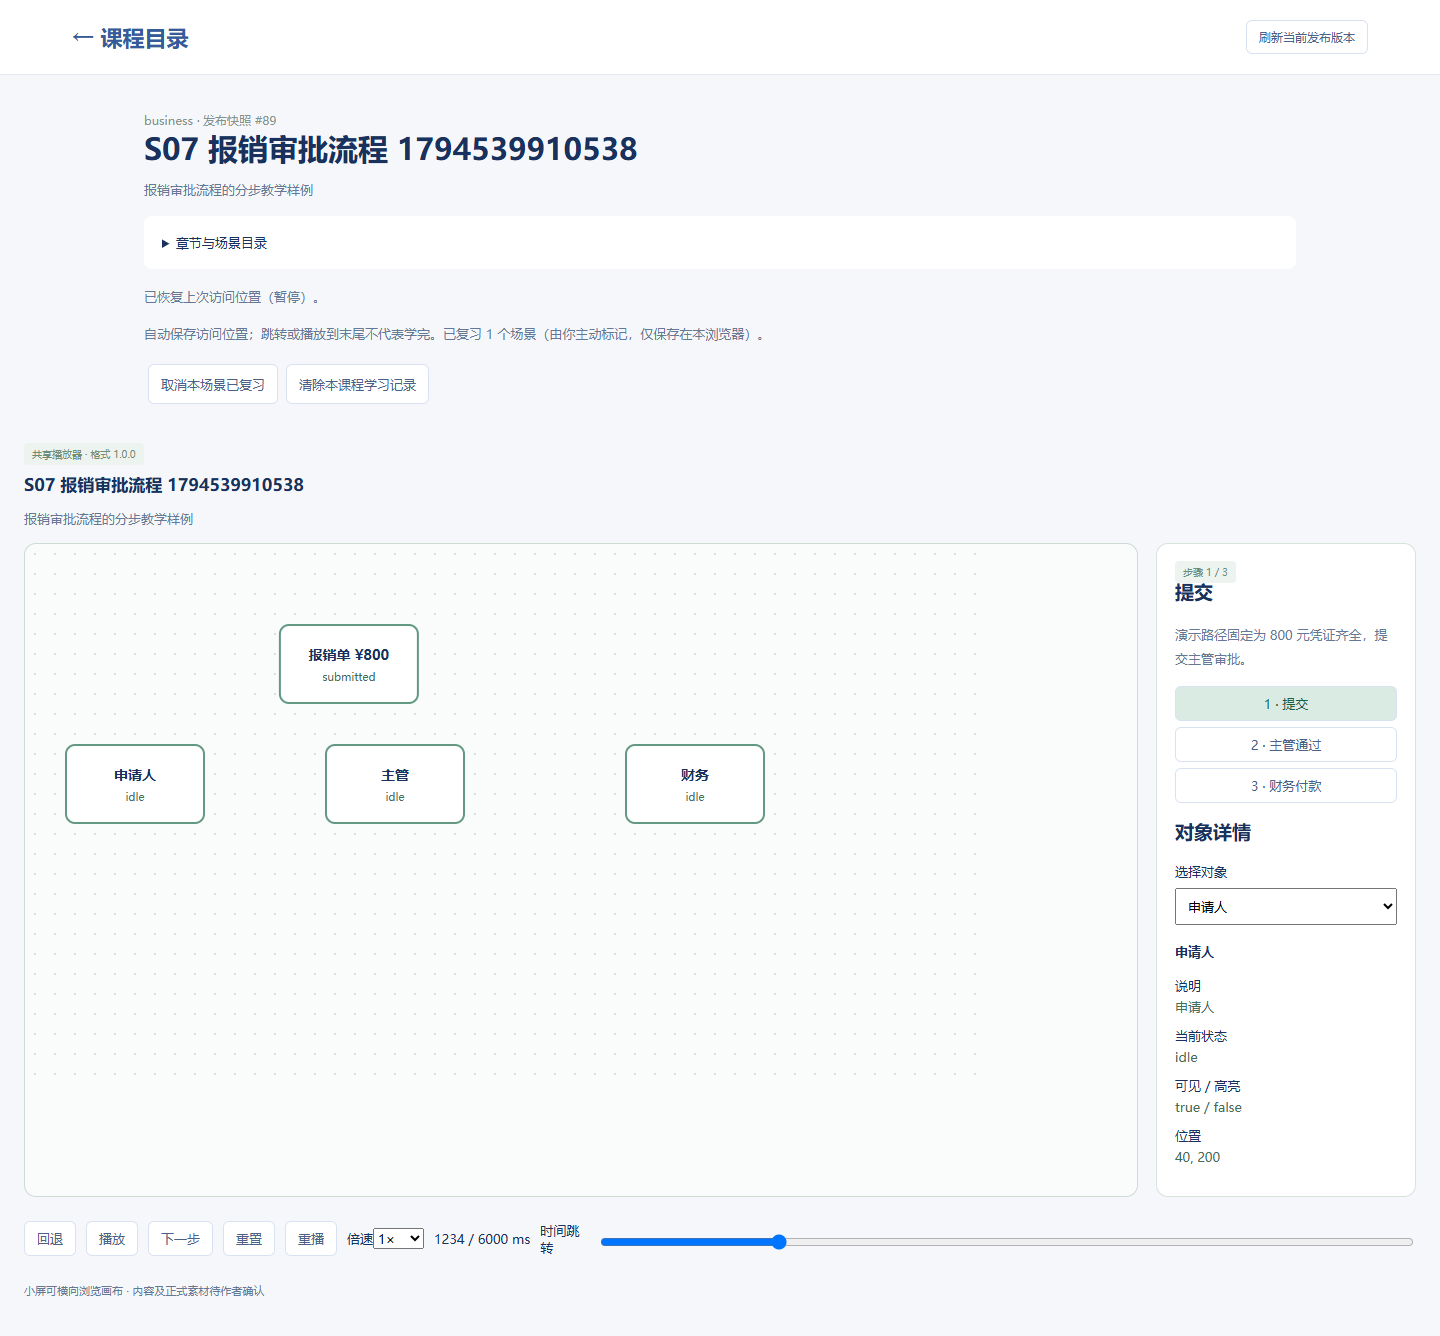 ← 课程目录
刷新当前发布版本
business · 发布快照 #89
S07 报销审批流程 1794539910538
报销审批流程的分步教学样例
▶ 章节与场景目录
已恢复上次访问位置（暂停）。
自动保存访问位置；跳转或播放到末尾不代表学完。已复习 1 个场景（由你主动标记，仅保存在本浏览器）。
取消本场景已复习
清除本课程学习记录
共享播放器 · 格式 1.0.0
S07 报销审批流程 1794539910538
报销审批流程的分步教学样例
报销单 ¥800
submitted
申请人
idle
主管
idle
财务
idle
步骤 1 / 3
提交
演示路径固定为 800 元凭证齐全，提
交主管审批。
1 · 提交
2 · 主管通过
3 · 财务付款
对象详情
选择对象
申请人
申请人
说明
申请人
当前状态
idle
可见 / 高亮
true / false
位置
40, 200
回退
播放
下一步
重置
重播
倍速 1×
1234 / 6000 ms
时间跳
转
小屏可横向浏览画布 · 内容及正式素材待作者确认